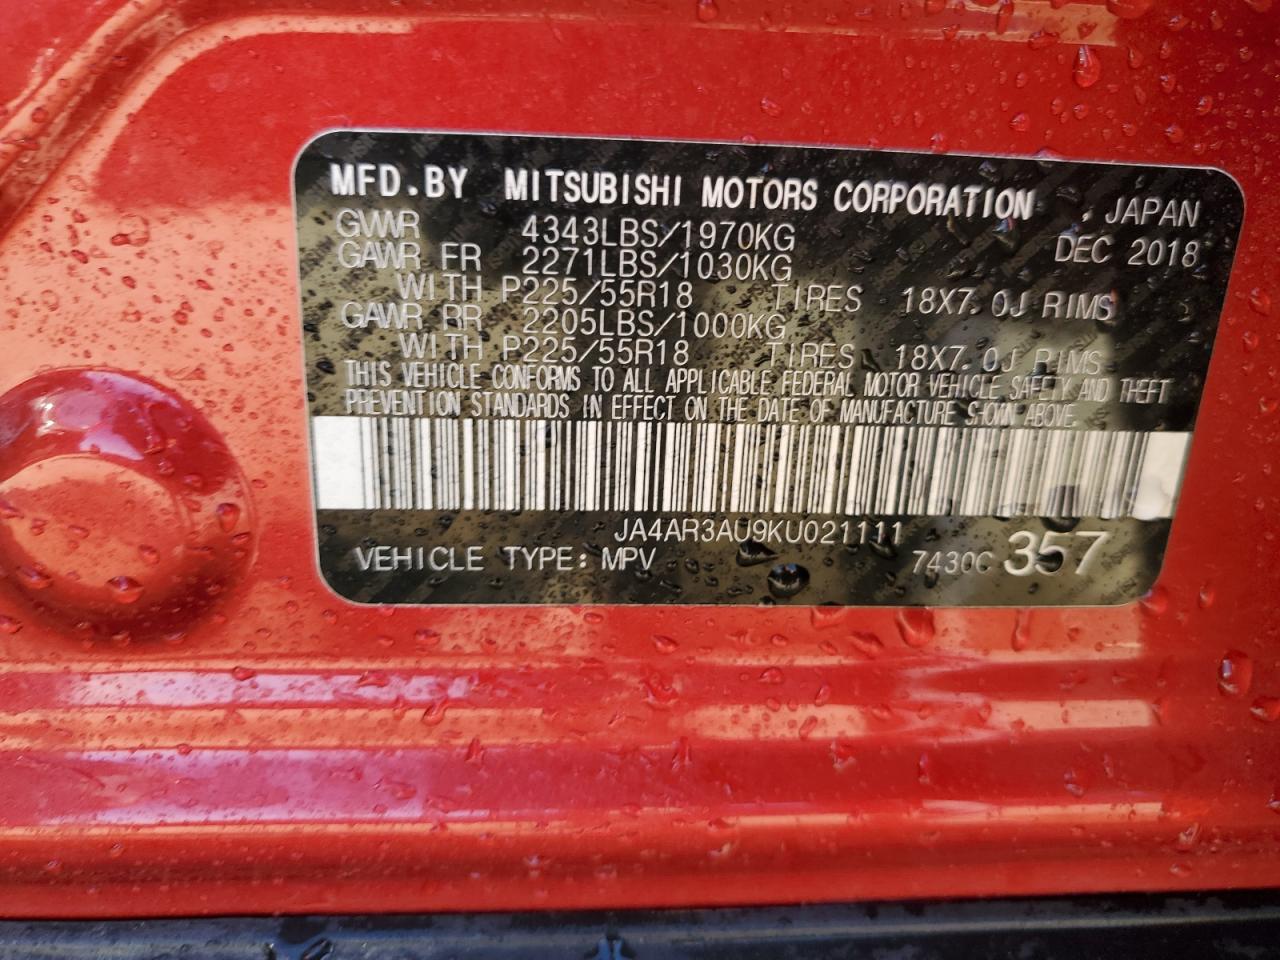 MFD.BY MITSUBISHI MOTORS CORPORATION , JAPAN
GVWR 4343LBS/1970KG DEC 2018
GAWR FR 2271LBS/1030KG
WITH P225/55R18 TIRES 18X7.0J RIMS
GAWR RR 2205LBS/1000KG
WITH P225/55R18 TIRES 18X7.0J RIMS
THIS VEHICLE CONFORMS TO ALL APPLICABLE FEDERAL MOTOR VEHICLE SAFETY AND THEFT
PREVENTION STANDARDS IN EFFECT ON THE DATE OF MANUFACTURE SHOWN ABOVE.
JA4AR3AU9KU021111
VEHICLE TYPE: MPV 7430C 357